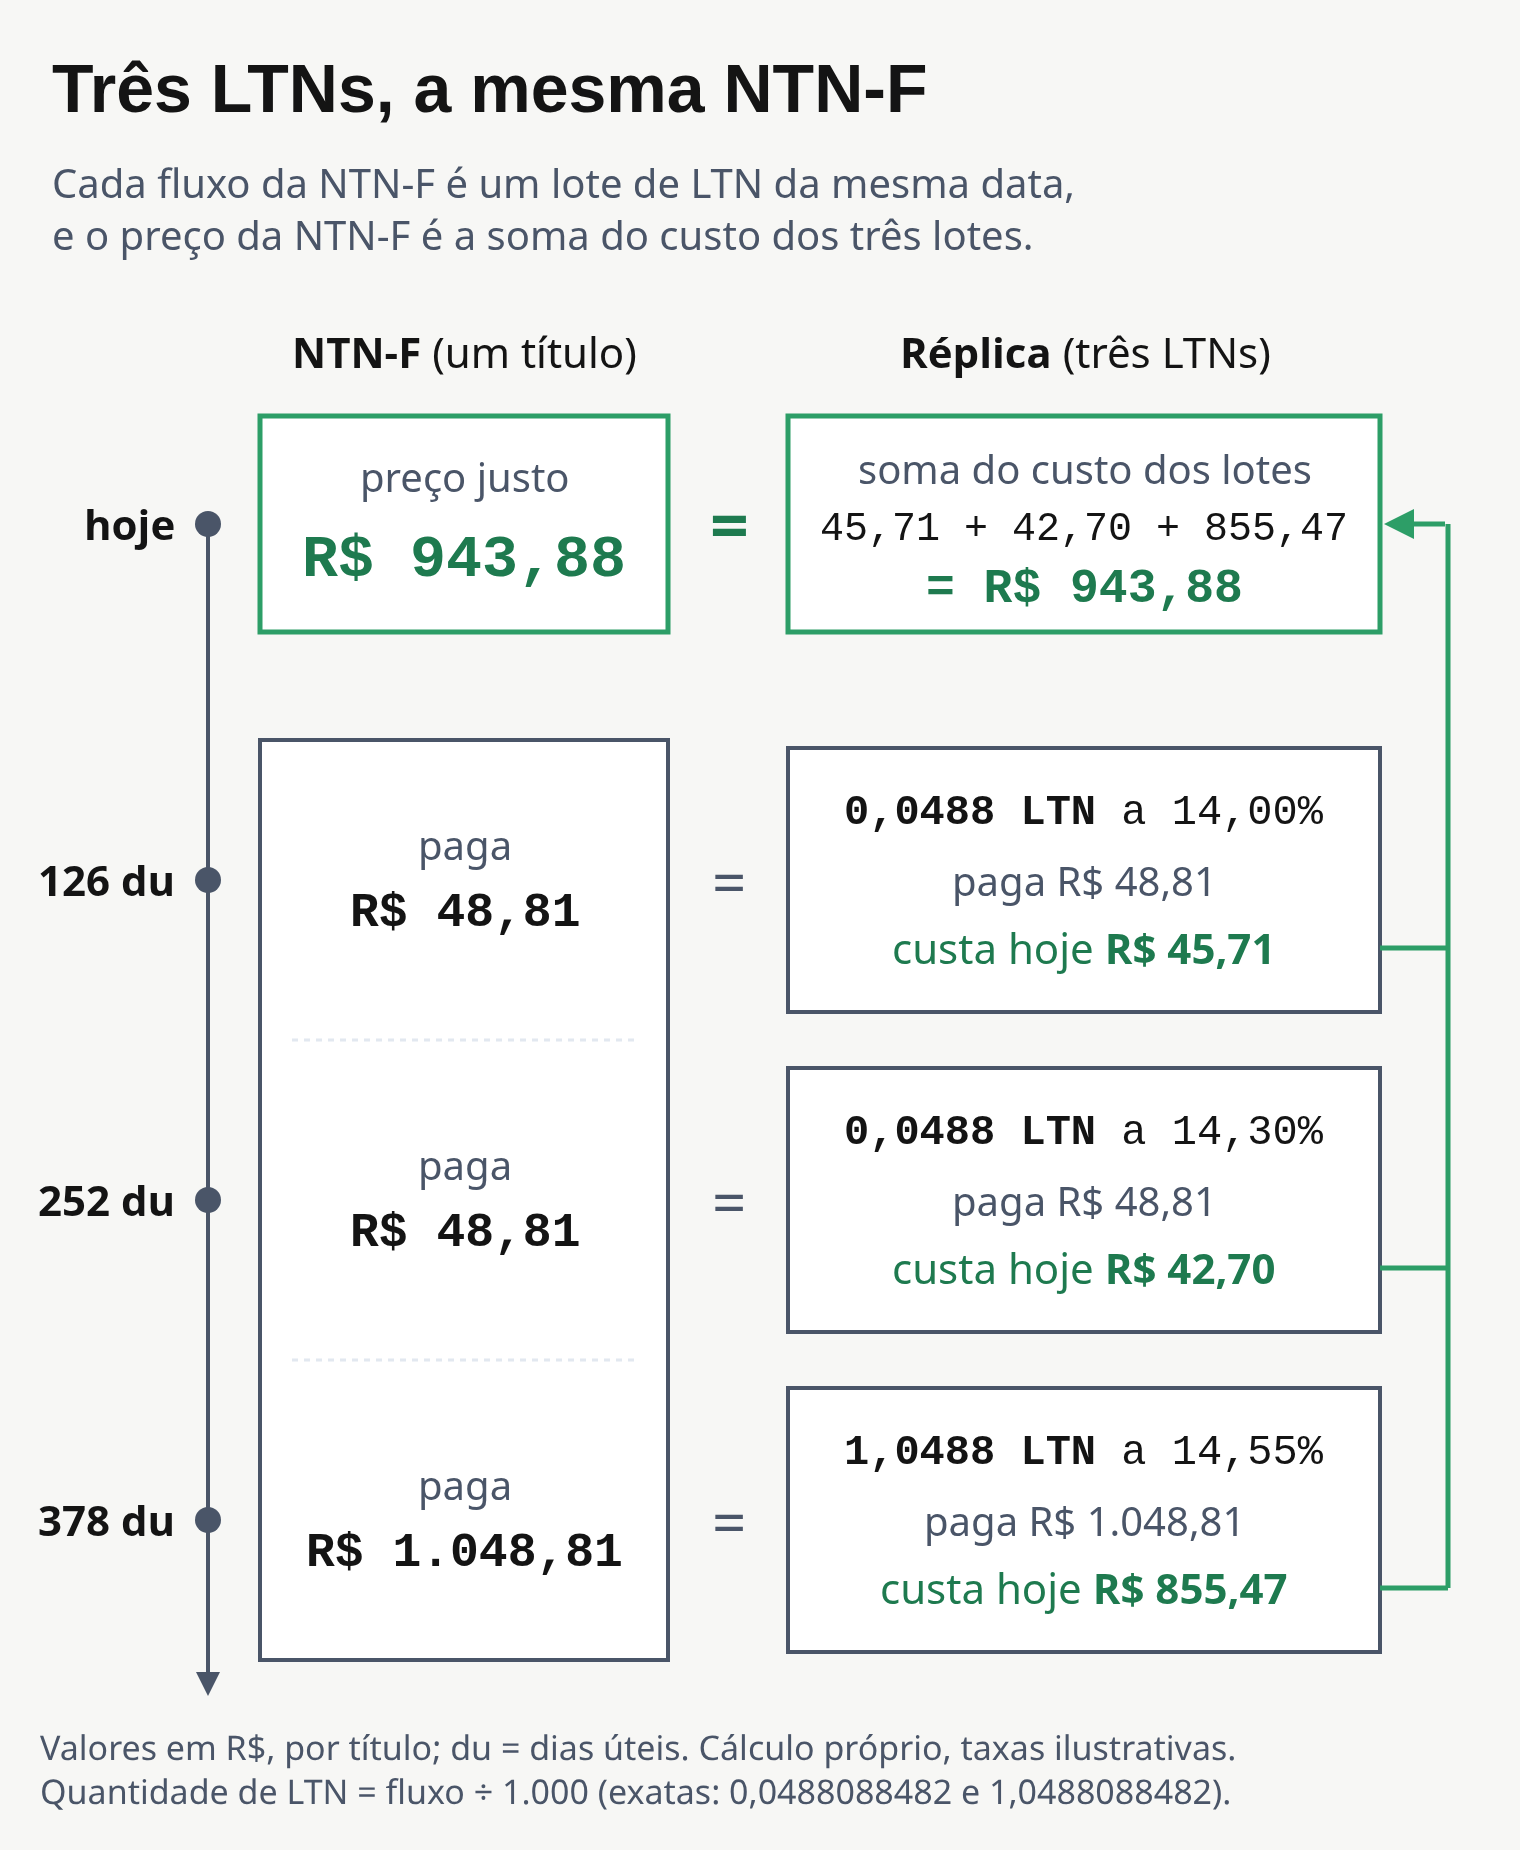 Três LTNs, a mesma NTN-F
Cada fluxo da NTN-F é um lote de LTN da mesma data,
e o preço da NTN-F é a soma do custo dos três lotes.
NTN-F (um título)
Réplica (três LTNs)
hoje
preço justo
R$ 943,88
=
soma do custo dos lotes
45,71 + 42,70 + 855,47
= R$ 943,88
126 du
paga
R$ 48,81
=
0,0488 LTN a 14,00%
paga R$ 48,81
custa hoje R$ 45,71
252 du
paga
R$ 48,81
=
0,0488 LTN a 14,30%
paga R$ 48,81
custa hoje R$ 42,70
378 du
paga
R$ 1.048,81
=
1,0488 LTN a 14,55%
paga R$ 1.048,81
custa hoje R$ 855,47
Valores em R$, por título; du = dias úteis. Cálculo próprio, taxas ilustrativas.
Quantidade de LTN = fluxo ÷ 1.000 (exatas: 0,0488088482 e 1,0488088482).